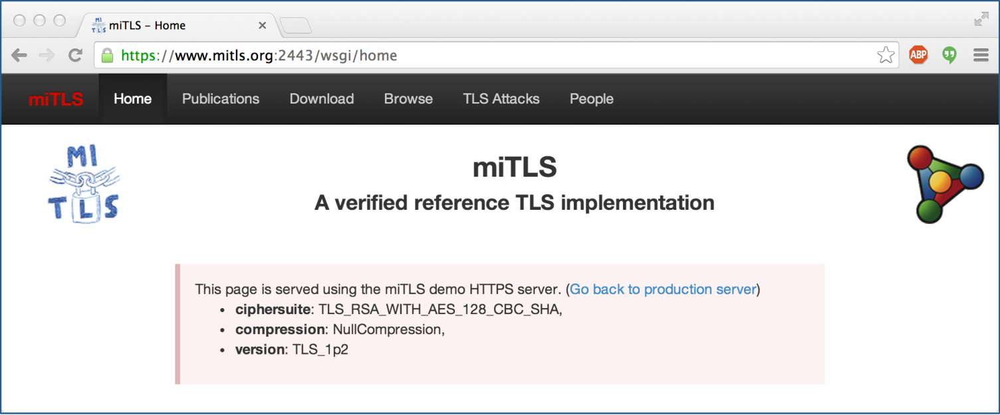 MI
TLS
miTLS – Home
https://www.mitls.org:2443/wsgi/home
ABP
miTLS Home Publications Download Browse TLS Attacks People
MI
TLS
miTLS
A verified reference TLS implementation
This page is served using the miTLS demo HTTPS server. (Go back to production server)
• ciphersuite: TLS_RSA_WITH_AES_128_CBC_SHA,
• compression: NullCompression,
• version: TLS_1p2